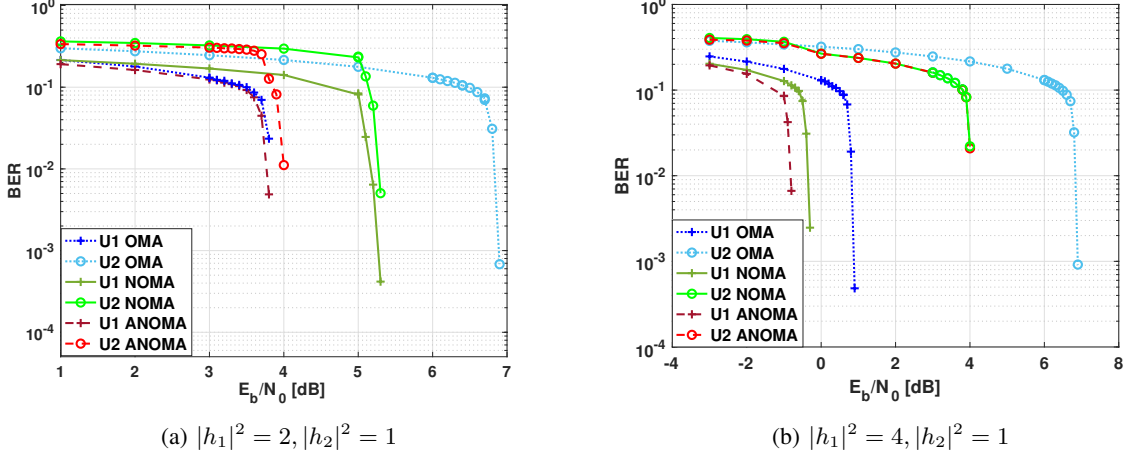 10^0
10^-1
10^-2
10^-3
10^-4
BER
1 2 3 4 5 6 7
E_b/N_0 [dB]
U1 OMA
U2 OMA
U1 NOMA
U2 NOMA
U1 ANOMA
U2 ANOMA
(a) |h_1|^2 = 2, |h_2|^2 = 1
10^0
10^-1
10^-2
10^-3
10^-4
BER
-4 -2 0 2 4 6 8
E_b/N_0 [dB]
U1 OMA
U2 OMA
U1 NOMA
U2 NOMA
U1 ANOMA
U2 ANOMA
(b) |h_1|^2 = 4, |h_2|^2 = 1